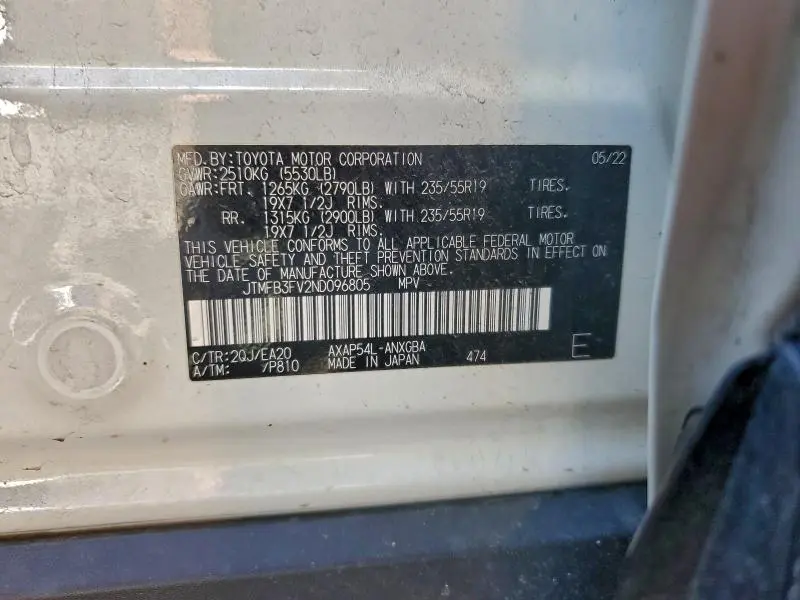 MFD.BY:TOYOTA MOTOR CORPORATION 05/22
GVWR:2510KG (5530LB)
GAWR:FRT. 1265KG (2790LB) WITH 235/55R19 TIRES.
19X7 1/2J RIMS.
RR. 1315KG (2900LB) WITH 235/55R19 TIRES.
19X7 1/2J RIMS.
THIS VEHICLE CONFORMS TO ALL APPLICABLE FEDERAL MOTOR
VEHICLE SAFETY AND THEFT PREVENTION STANDARDS IN EFFECT ON
THE DATE OF MANUFACTURE SHOWN ABOVE.
JTMFB3FV2ND096805 MPV
C/TR:2QJ/EA20 AXAP54L-ANXGBA
A/TM: /P810 MADE IN JAPAN 474 E